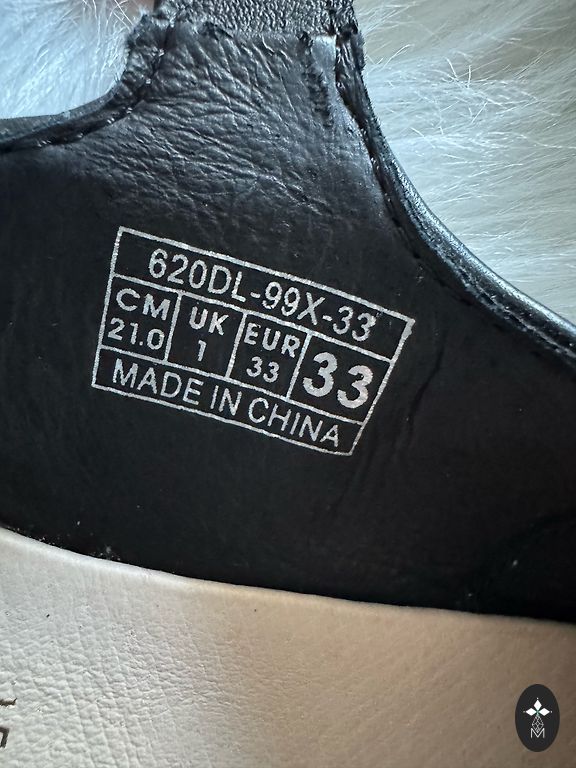 620DL-99X-33
CM UK EUR 33
21.0 1 33
MADE IN CHINA
M